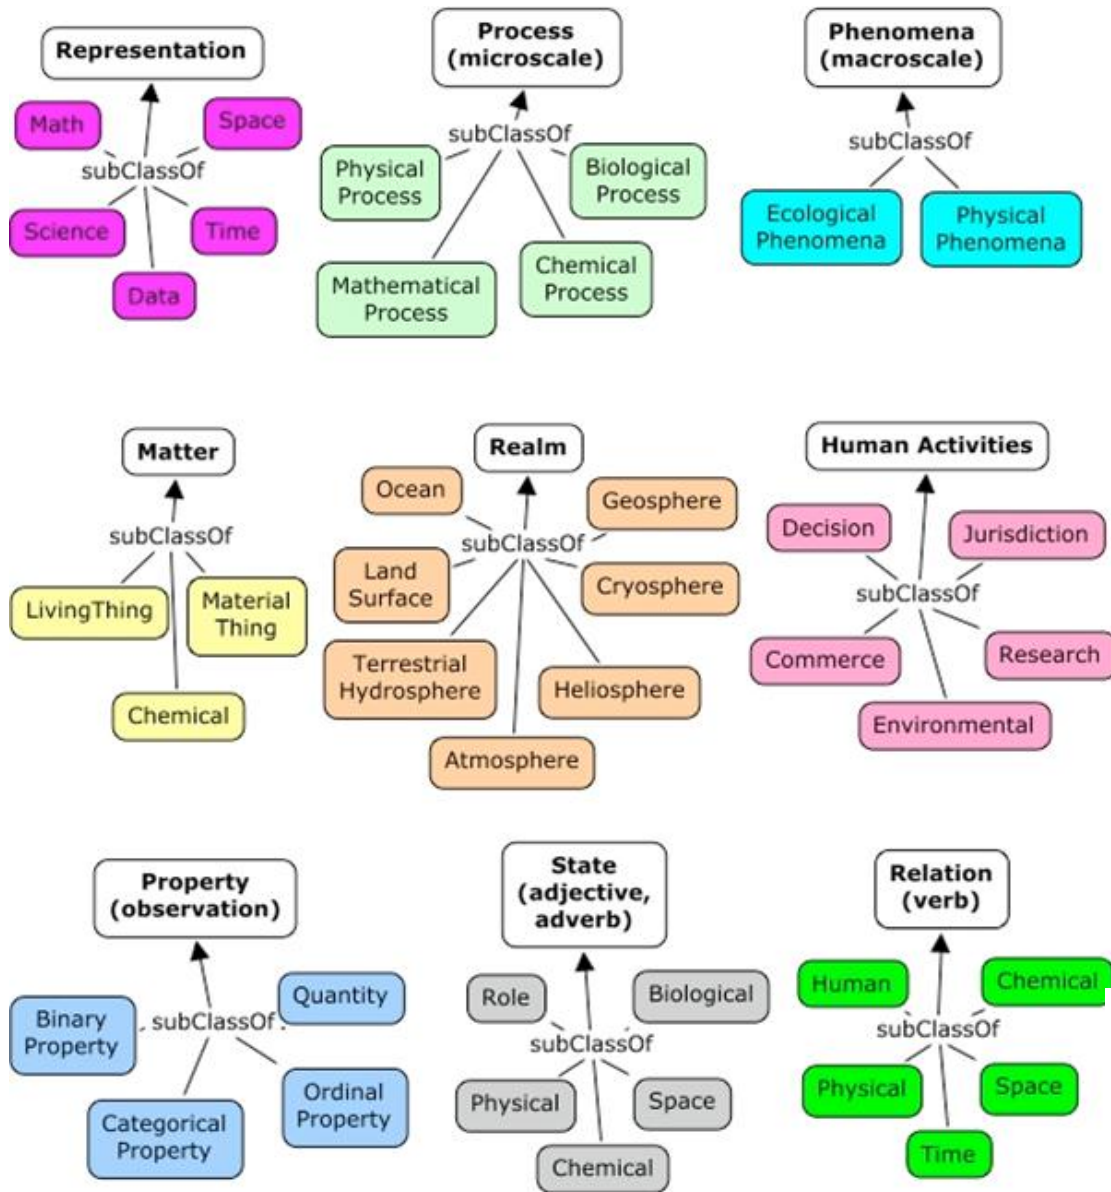 Representation
Math
Space
subClassOf
Science
Time
Data
Process
(microscale)
subClassOf
Physical
Process
Biological
Process
Mathematical
Process
Chemical
Process
Phenomena
(macroscale)
subClassOf
Ecological
Phenomena
Physical
Phenomena
Matter
subClassOf
LivingThing
Material
Thing
Chemical
Realm
Ocean
Geosphere
subClassOf
Land
Surface
Cryosphere
Terrestrial
Hydrosphere
Heliosphere
Atmosphere
Human Activities
Decision
Jurisdiction
subClassOf
Commerce
Research
Environmental
Property
(observation)
Quantity
Binary
Property
subClassOf
Ordinal
Property
Categorical
Property
State
(adjective,
adverb)
Role
Biological
subClassOf
Physical
Space
Chemical
Relation
(verb)
Human
Chemical
subClassOf
Physical
Space
Time